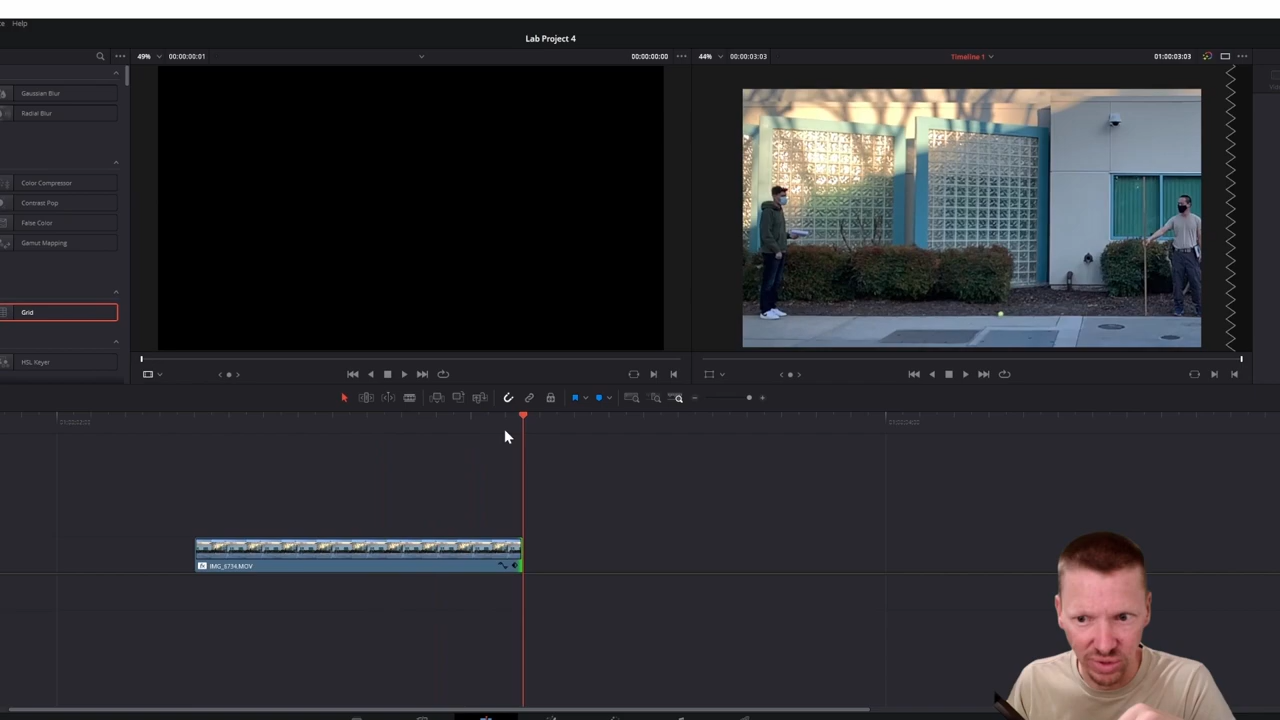 Help
Lab Project 4
49% 00:00:00:01 00:00:00:00 44% 00:00:03:03 Timeline 1 01:00:03:03
Gaussian Blur
Radial Blur
Color Compressor
Contrast Pop
False Color
Gamut Mapping
Grid
HSL Keyer
IMG_8734.MOV